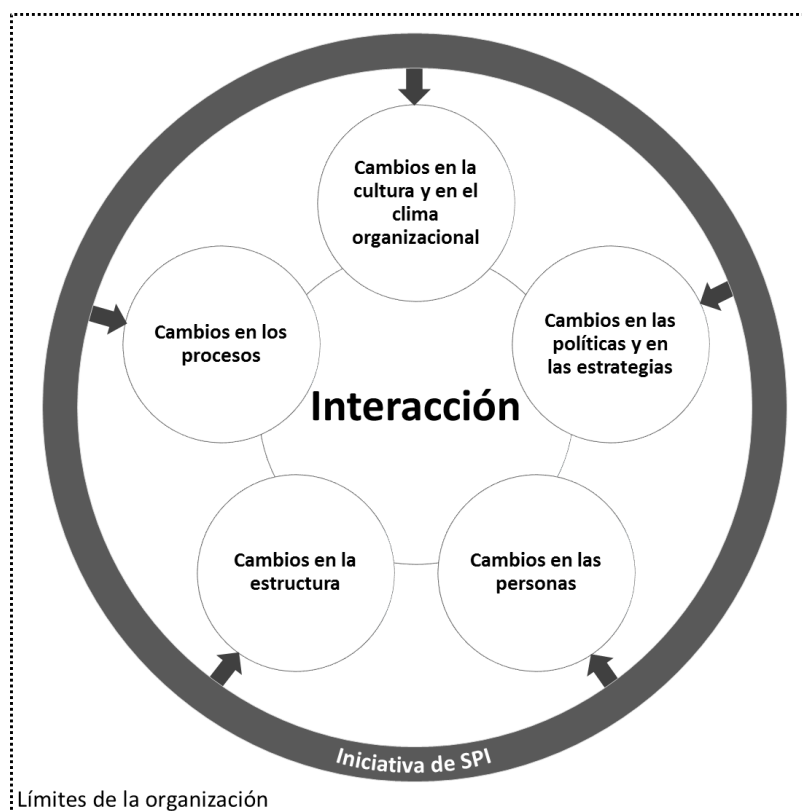 Cambios en la
cultura y en el
clima
organizacional
Cambios en los
procesos
Cambios en las
políticas y en
las estrategias
Interacción
Cambios en la
estructura
Cambios en las
personas
Iniciativa de SPI
Límites de la organización